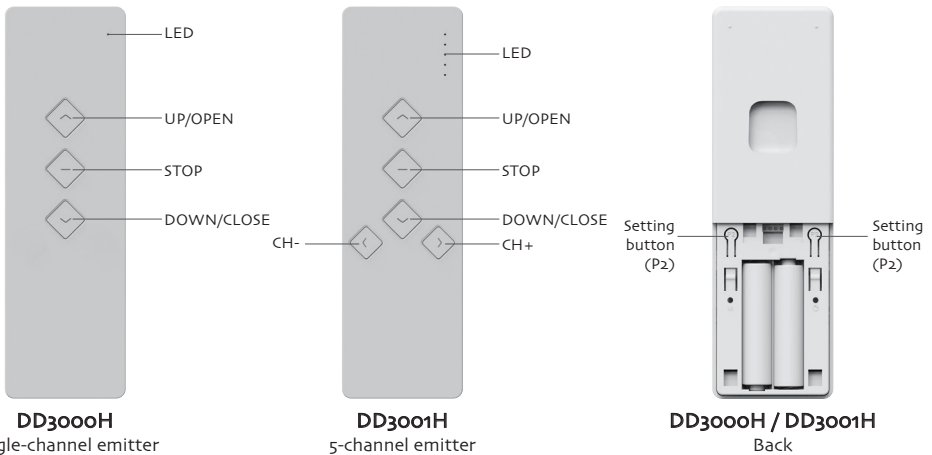 LED
UP/OPEN
STOP
DOWN/CLOSE
DD3000H
gle-channel emitter
LED
UP/OPEN
STOP
DOWN/CLOSE
CH-
CH+
DD3001H
5-channel emitter
Setting
button
(P2)
Setting
button
(P2)
DD3000H / DD3001H
Back